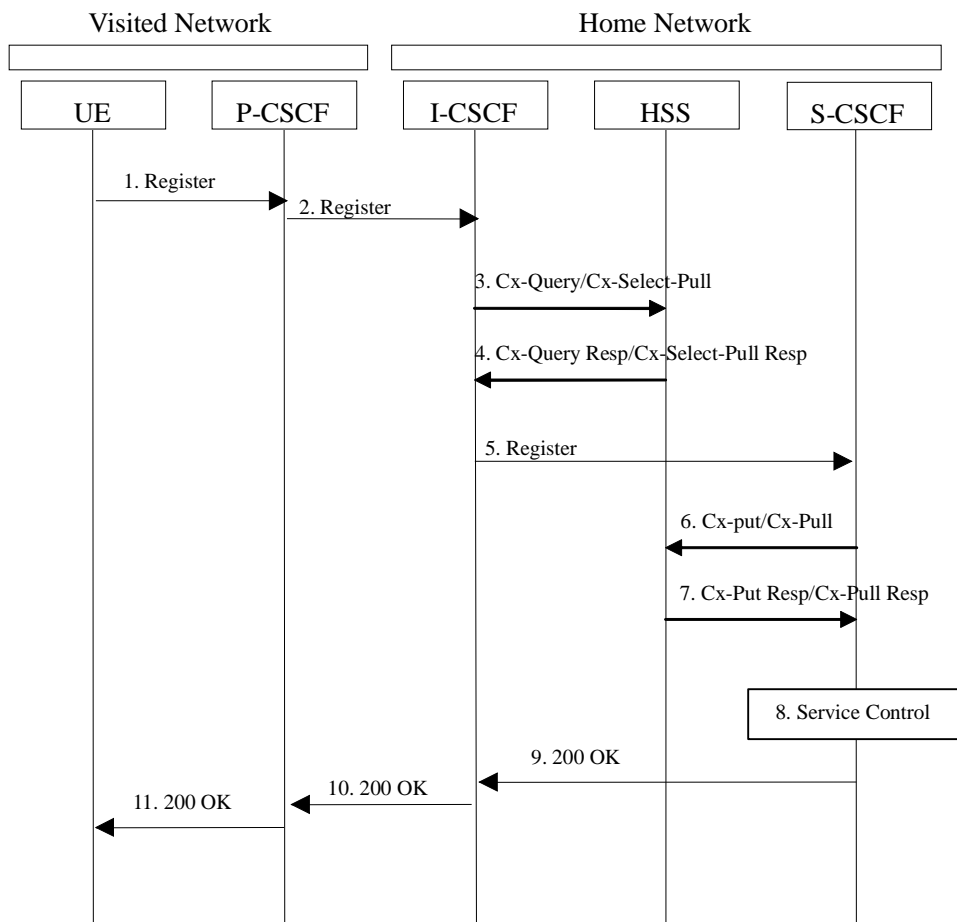 Visited Network
Home Network
UE
P-CSCF
I-CSCF
HSS
S-CSCF
1. Register
2. Register
3. Cx-Query/Cx-Select-Pull
4. Cx-Query Resp/Cx-Select-Pull Resp
5. Register
6. Cx-put/Cx-Pull
7. Cx-Put Resp/Cx-Pull Resp
8. Service Control
9. 200 OK
10. 200 OK
11. 200 OK